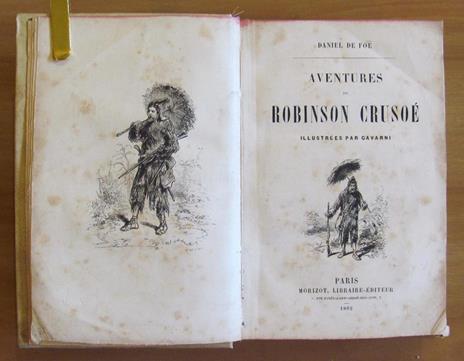 DANIEL DE FOE
AVENTURES
DE
ROBINSON CRUSOÉ
ILLUSTRÉES PAR GAVARNI
PARIS
MORIZOT, LIBRAIRE-ÉDITEUR